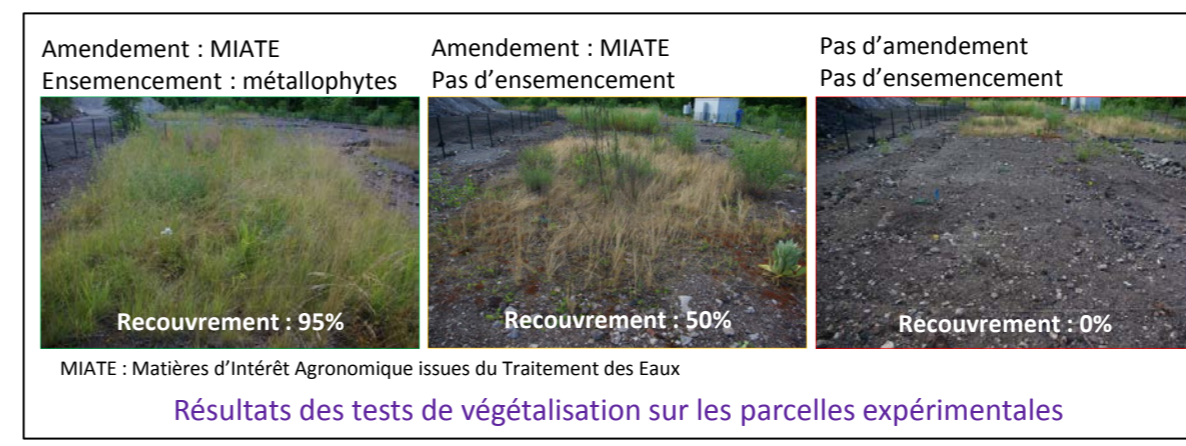 Amendement : MIATE
Ensemencement : métallophytes
Recouvrement : 95%
Amendement : MIATE
Pas d’ensemencement
Recouvrement : 50%
Pas d’amendement
Pas d’ensemencement
Recouvrement : 0%
MIATE : Matières d’Intérêt Agronomique issues du Traitement des Eaux
Résultats des tests de végétalisation sur les parcelles expérimentales